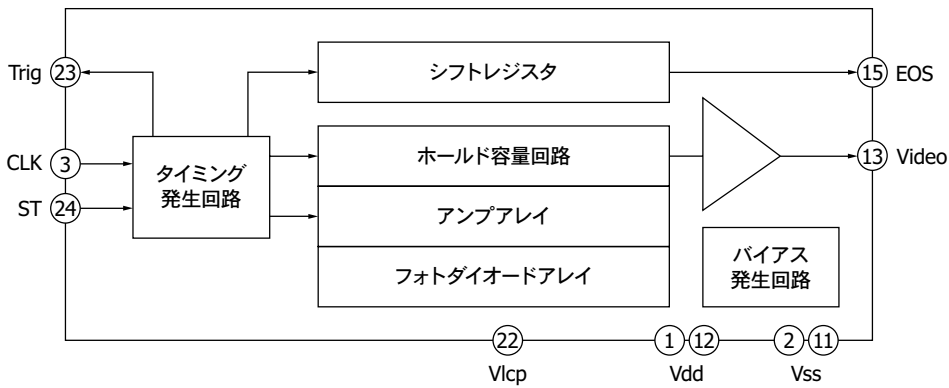 シフトレジスタ
Trig 23
15 EOS
CLK 3
タイミング
発生回路
ホールド容量回路
13 Video
ST 24
アンプアレイ
フォトダイオードアレイ
バイアス
発生回路
22
1 12
2 11
Vlcp
Vdd
Vss